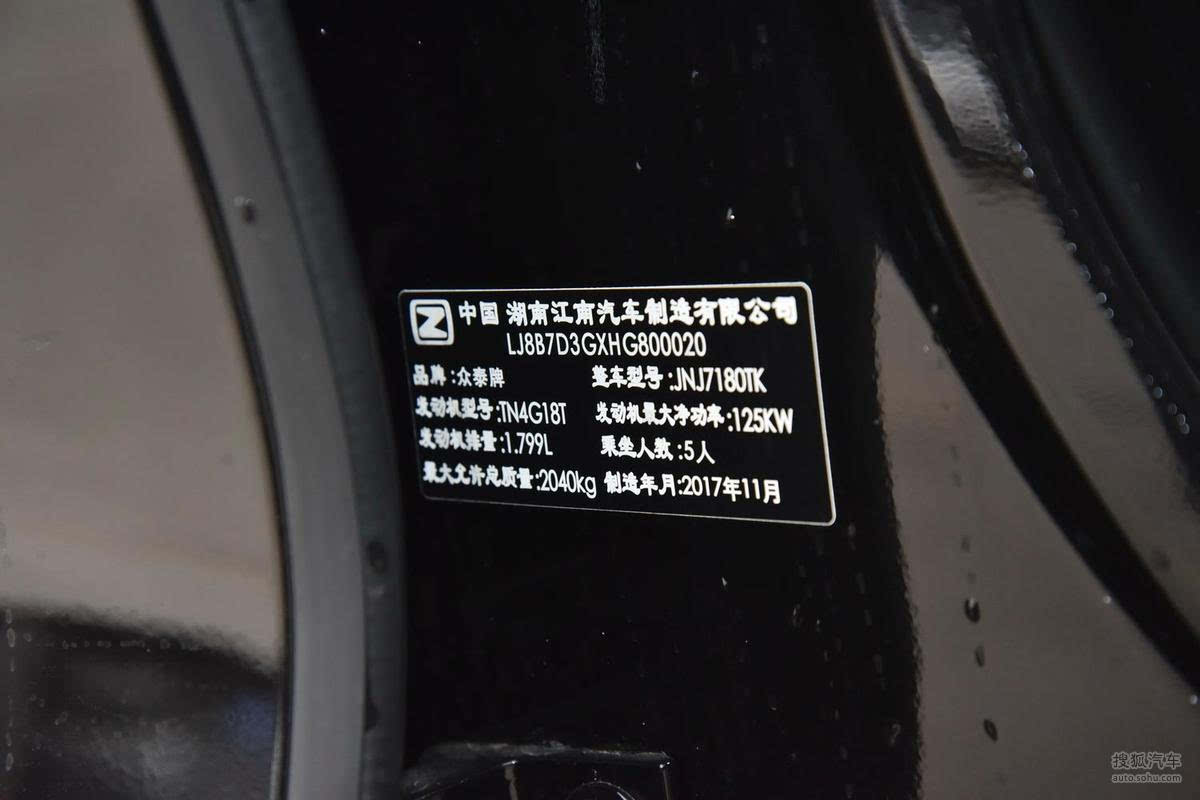 Z 中国 湖南江南汽车制造有限公司
LJ8B7D3GXHG800020
品牌:众泰牌 整车型号:JNJ7180TK
发动机型号:TN4G18T 发动机最大净功率:125KW
发动机排量:1.799L 乘坐人数:5人
最大允许总质量:2040kg 制造年月:2017年11月
搜狐汽车
auto.sohu.com